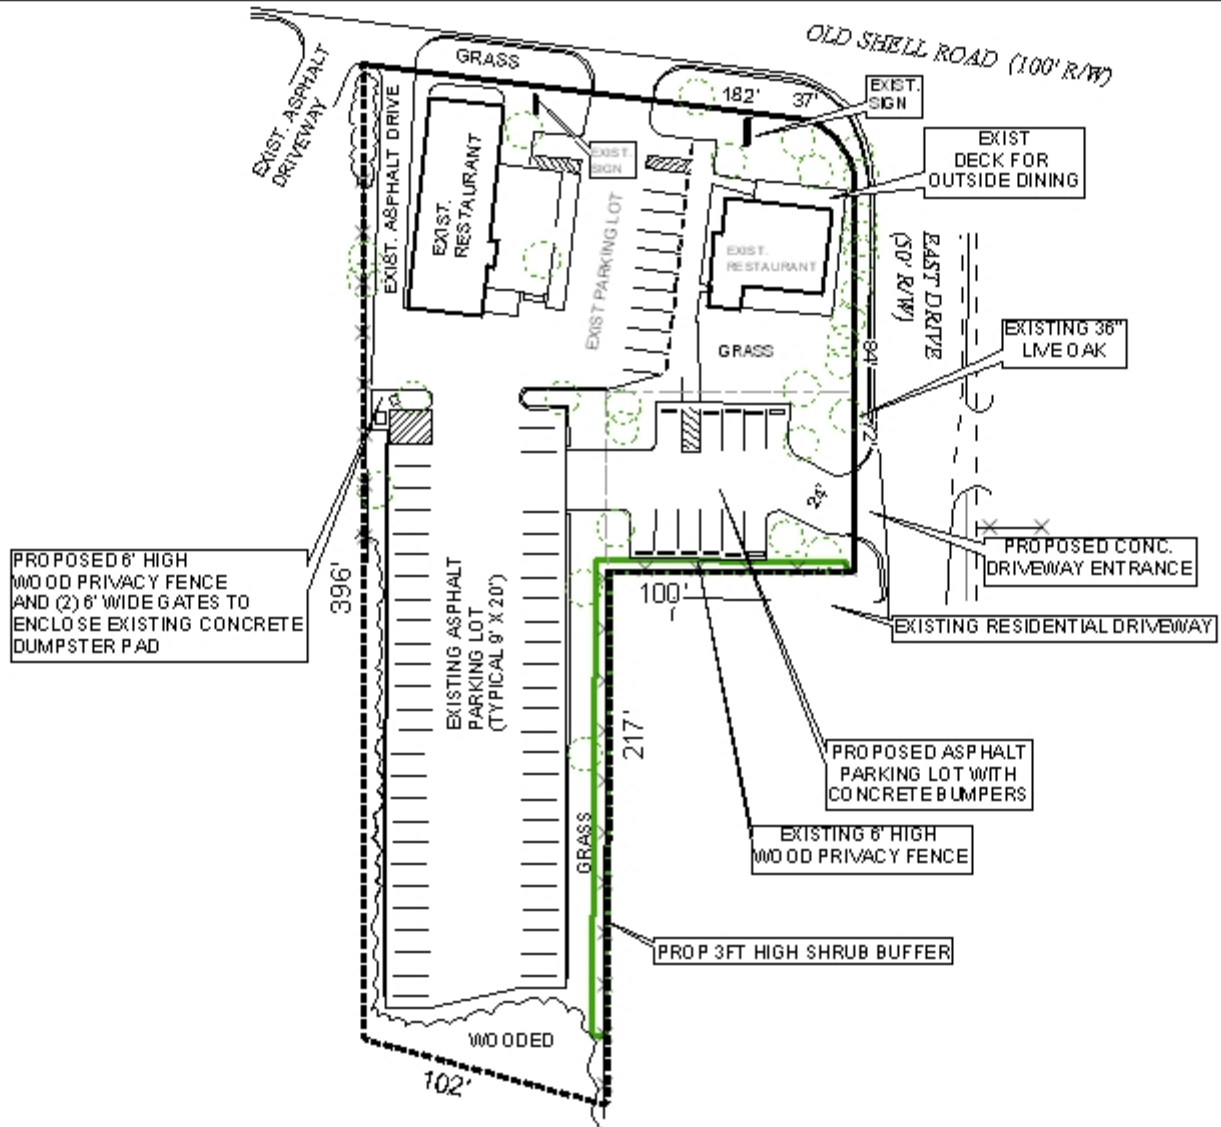 OLD SHELL ROAD (100' R/W)
GRASS
EXIST. ASPHALT
DRIVEWAY
EXIST. ASPHALT DRIVE
182'
37'
EXIST.
SIGN
EXIST
DECK FOR
OUTSIDE DINING
EXIST.
SIGN
EXIST.
RESTAURANT
EXIST PARKING LOT
EXIST.
RESTAURANT
EAST DRIVE
(50' R/W)
GRASS
84'
EXISTING 36"
LIVE OAK
72'
24'
PROPOSED CONC.
DRIVEWAY ENTRANCE
PROPOSED 6' HIGH
WOOD PRIVACY FENCE
AND (2) 6' WIDE GATES TO
ENCLOSE EXISTING CONCRETE
DUMPSTER PAD
396'
100'
EXISTING RESIDENTIAL DRIVEWAY
EXISTING ASPHALT
PARKING LOT
(TYPICAL 9' X 20')
217'
PROPOSED ASPHALT
PARKING LOT WITH
CONCRETE BUMPERS
EXISTING 6' HIGH
WOOD PRIVACY FENCE
GRASS
PROP 3FT HIGH SHRUB BUFFER
WOODED
102'